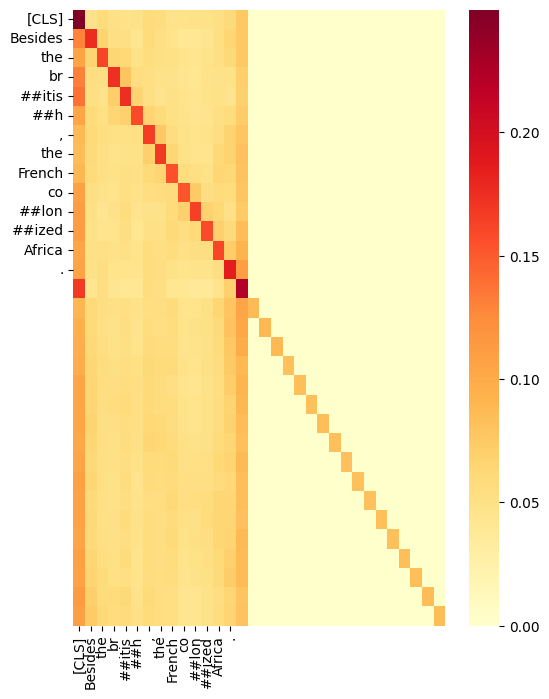 [CLS]
Besides
the
br
##itis
##h
,
the
French
co
##lon
##ized
Africa
.
0.20
0.15
0.10
0.05
0.00
[CLS]
Besides
the
br
##itis
##h
,
the
French
co
##lon
##ized
Africa
.